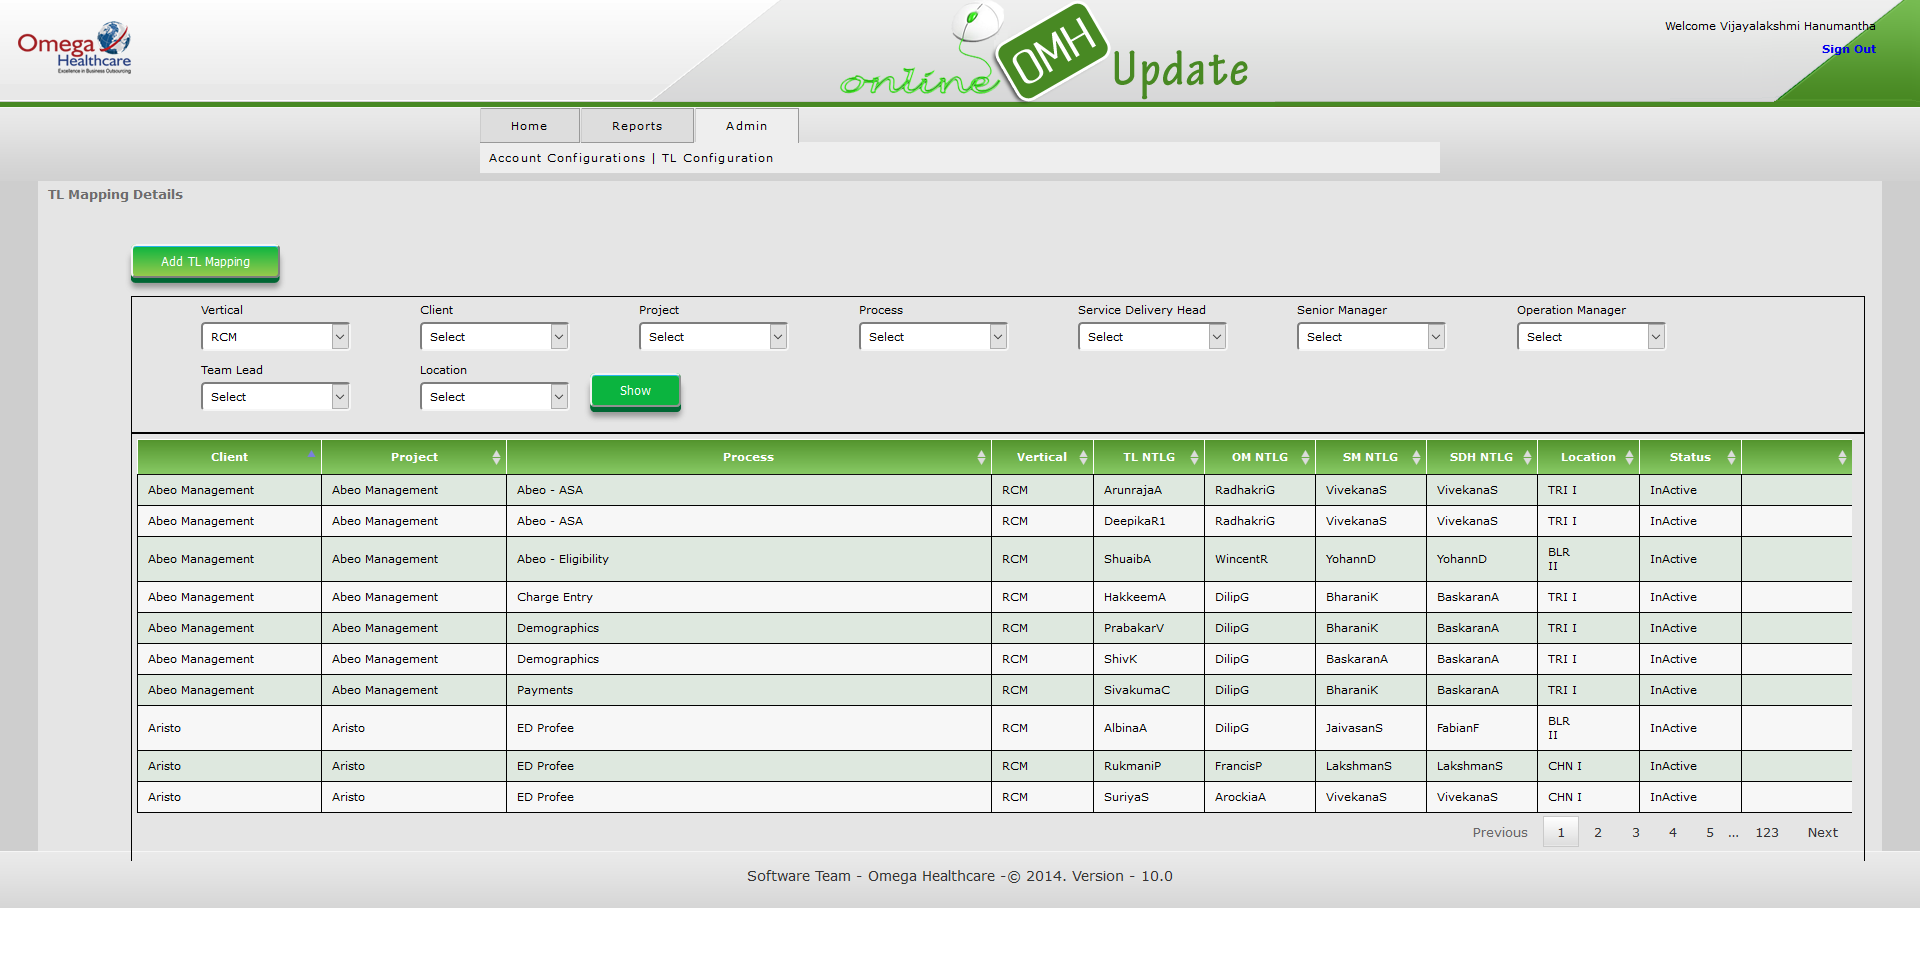 Omega
Healthcare
Excellence in Business Outsourcing
online OMH Update
Welcome Vijayalakshmi Hanumantha
Sign Out
Home Reports Admin
Account Configurations | TL Configuration
TL Mapping Details
Add TL Mapping
Vertical Client Project Process Service Delivery Head Senior Manager Operation Manager
RCM Select Select Select Select Select Select
Team Lead Location
Select Select Show
Client Project Process Vertical TL NTLG OM NTLG SM NTLG SDH NTLG Location Status
Abeo Management Abeo Management Abeo - ASA RCM ArunrajaA RadhakriG VivekanaS VivekanaS TRI I InActive
Abeo Management Abeo Management Abeo - ASA RCM DeepikaR1 RadhakriG VivekanaS VivekanaS TRI I InActive
Abeo Management Abeo Management Abeo - Eligibility RCM ShuaibA WincentR YohannD YohannD BLR II InActive
Abeo Management Abeo Management Charge Entry RCM HakkeemA DilipG BharaniK BaskaranA TRI I InActive
Abeo Management Abeo Management Demographics RCM PrabakarV DilipG BharaniK BaskaranA TRI I InActive
Abeo Management Abeo Management Demographics RCM ShivK DilipG BaskaranA BaskaranA TRI I InActive
Abeo Management Abeo Management Payments RCM SivakumaC DilipG BharaniK BaskaranA TRI I InActive
Aristo Aristo ED Profee RCM AlbinaA DilipG JaivasanS FabianF BLR II InActive
Aristo Aristo ED Profee RCM RukmaniP FrancisP LakshmanS LakshmanS CHN I InActive
Aristo Aristo ED Profee RCM SuriyaS ArockiaA VivekanaS VivekanaS CHN I InActive
Previous 1 2 3 4 5 ... 123 Next
Software Team - Omega Healthcare -© 2014. Version - 10.0